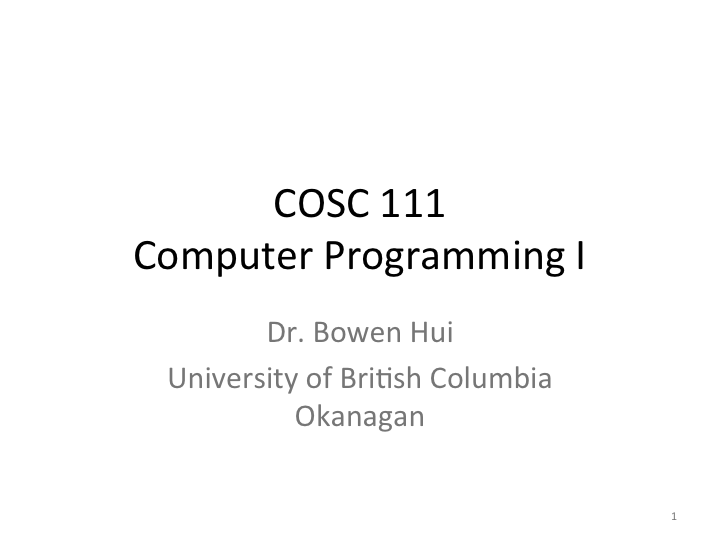 COSC 111
Computer Programming I
Dr. Bowen Hui
University of British Columbia
Okanagan
1